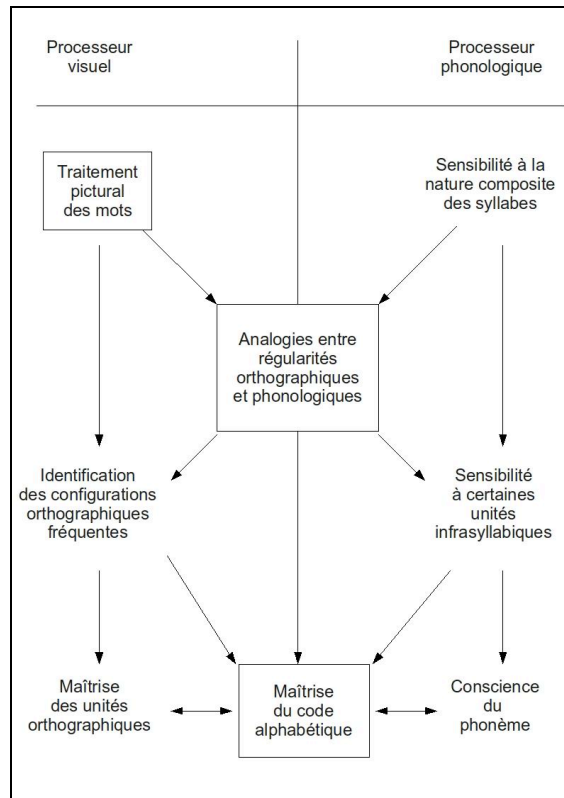 Processeur
visuel
Processeur
phonologique
Traitement
pictural
des mots
Sensibilité à la
nature composite
des syllabes
Analogies entre
régularités
orthographiques
et phonologiques
Identification
des configurations
orthographiques
fréquentes
Sensibilité
à certaines
unités
infrasyllabiques
Maîtrise
des unités
orthographiques
Maîtrise
du code
alphabétique
Conscience
du
phonème